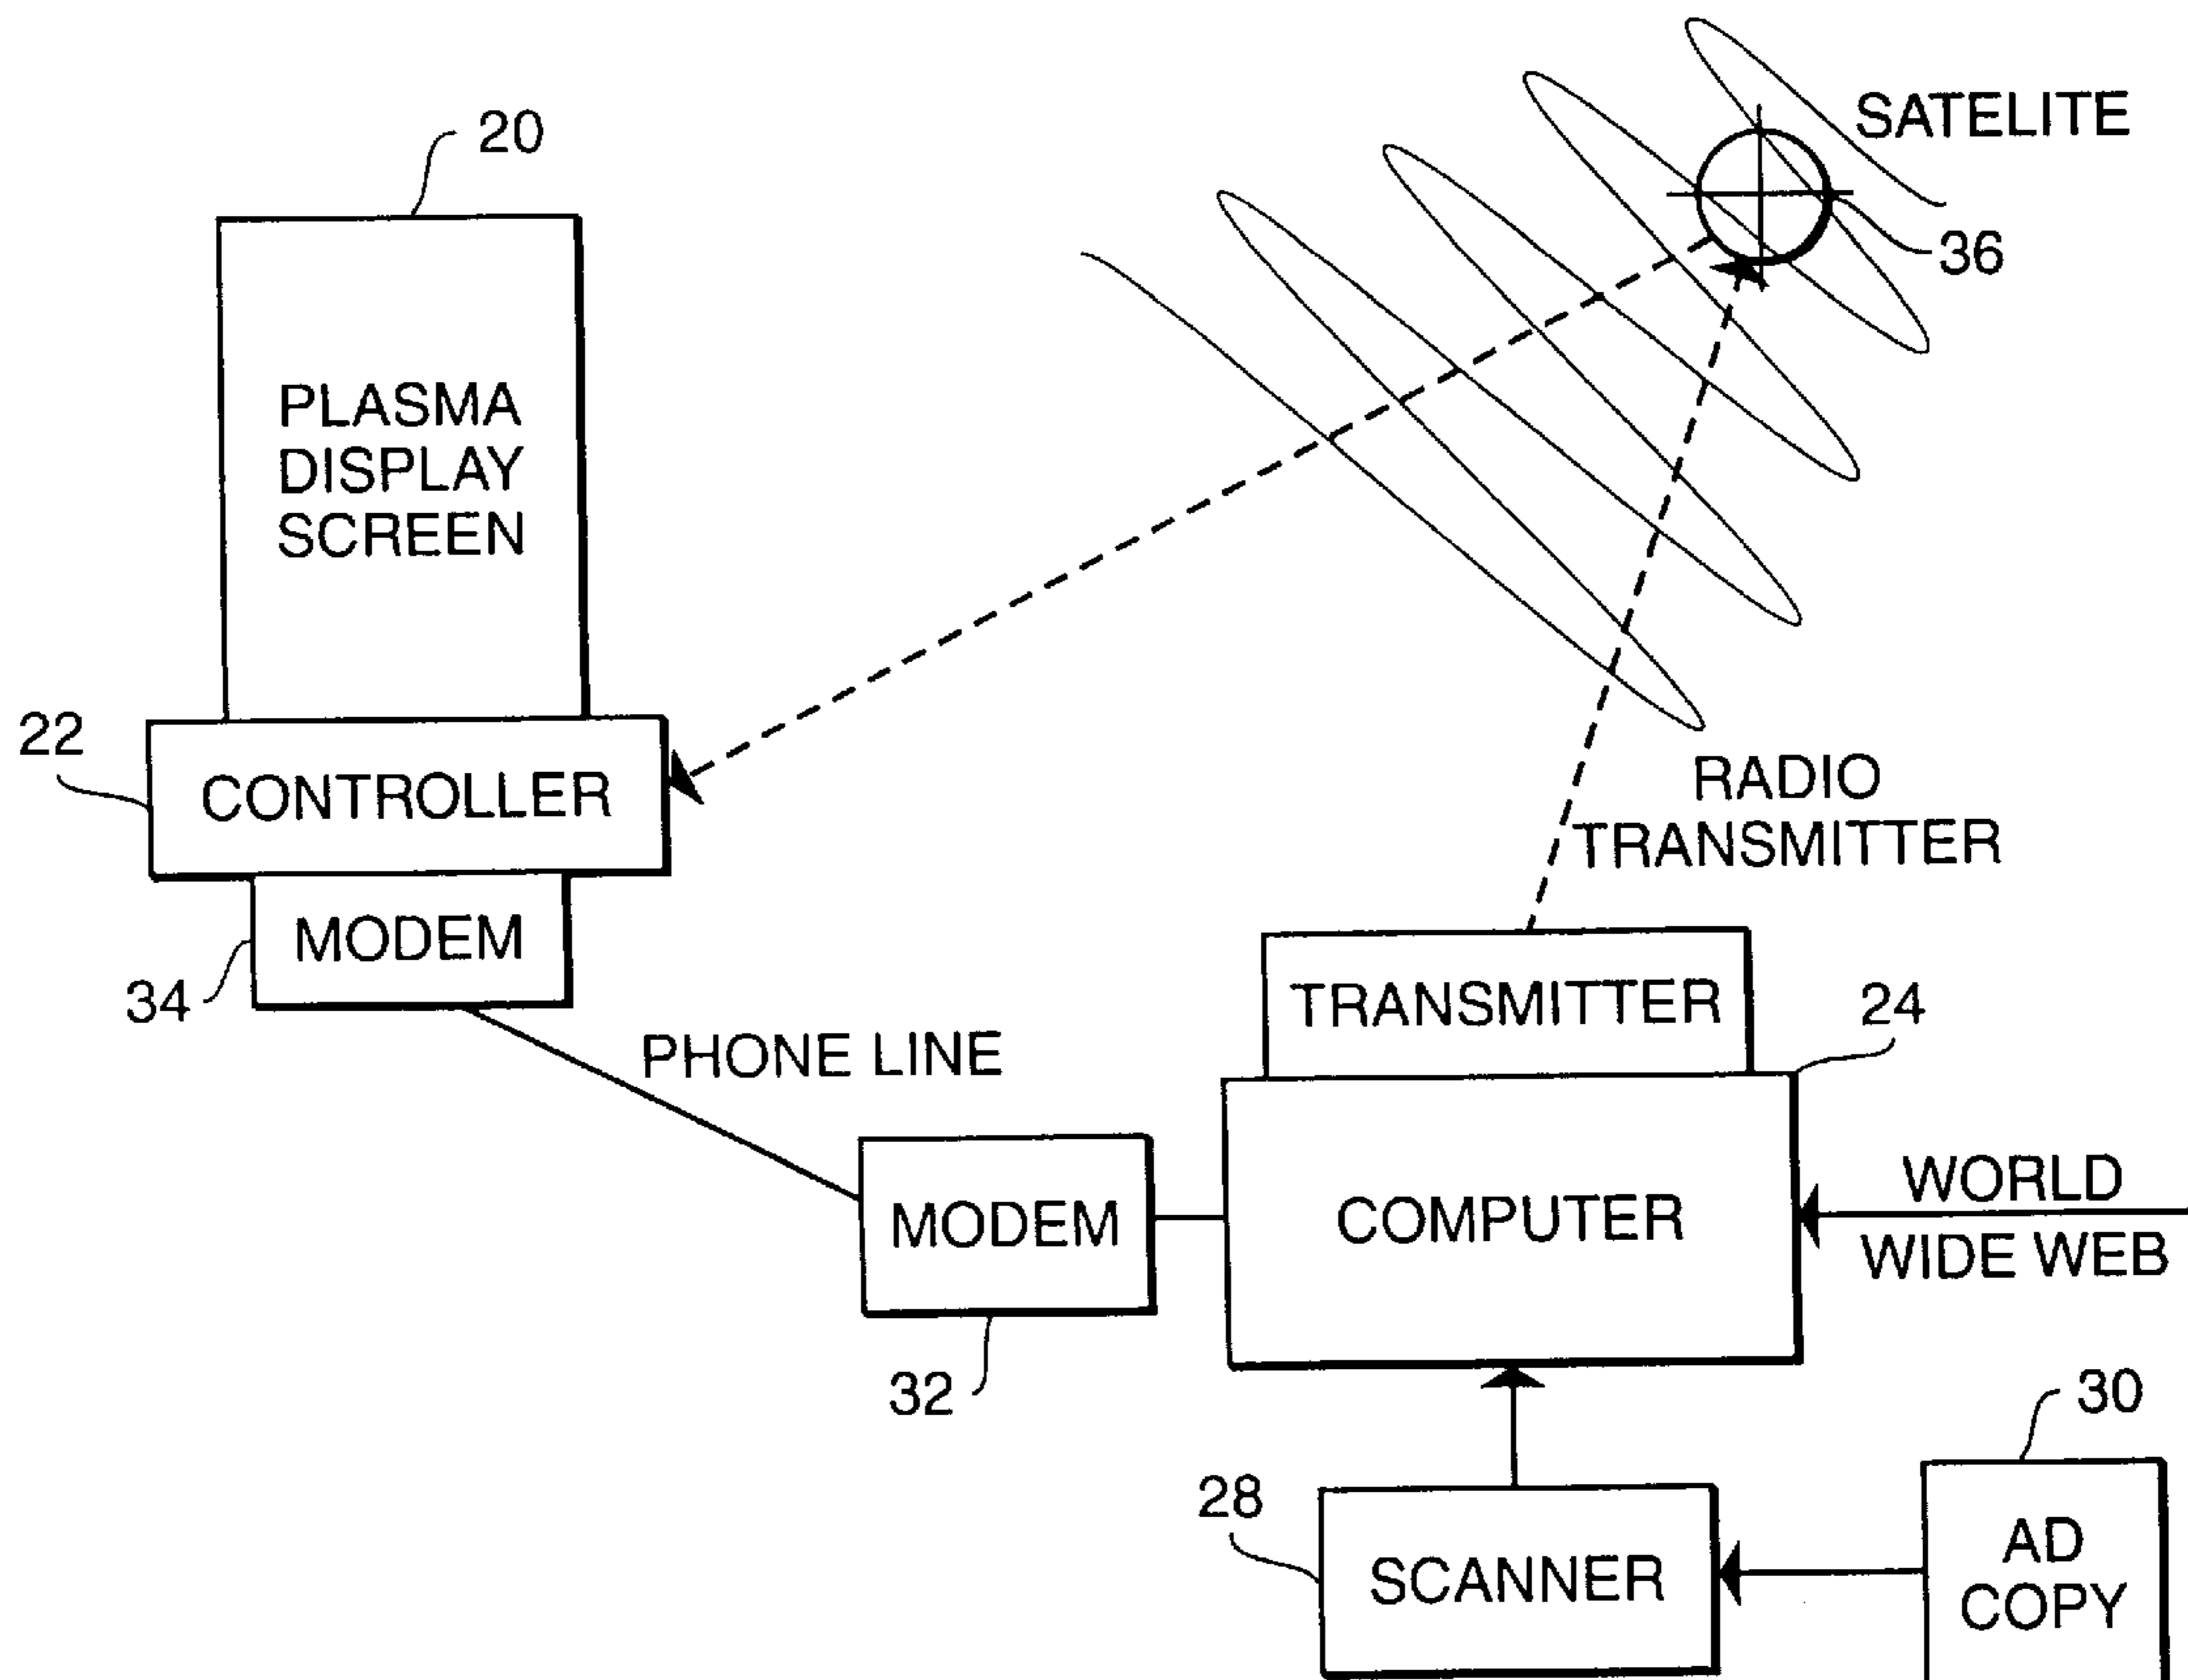 20
SATELITE
36
PLASMA
DISPLAY
SCREEN
22
CONTROLLER
RADIO
TRANSMITTER
MODEM
34
PHONE LINE
TRANSMITTER
24
MODEM
COMPUTER
WORLD
WIDE WEB
32
30
28
SCANNER
AD
COPY